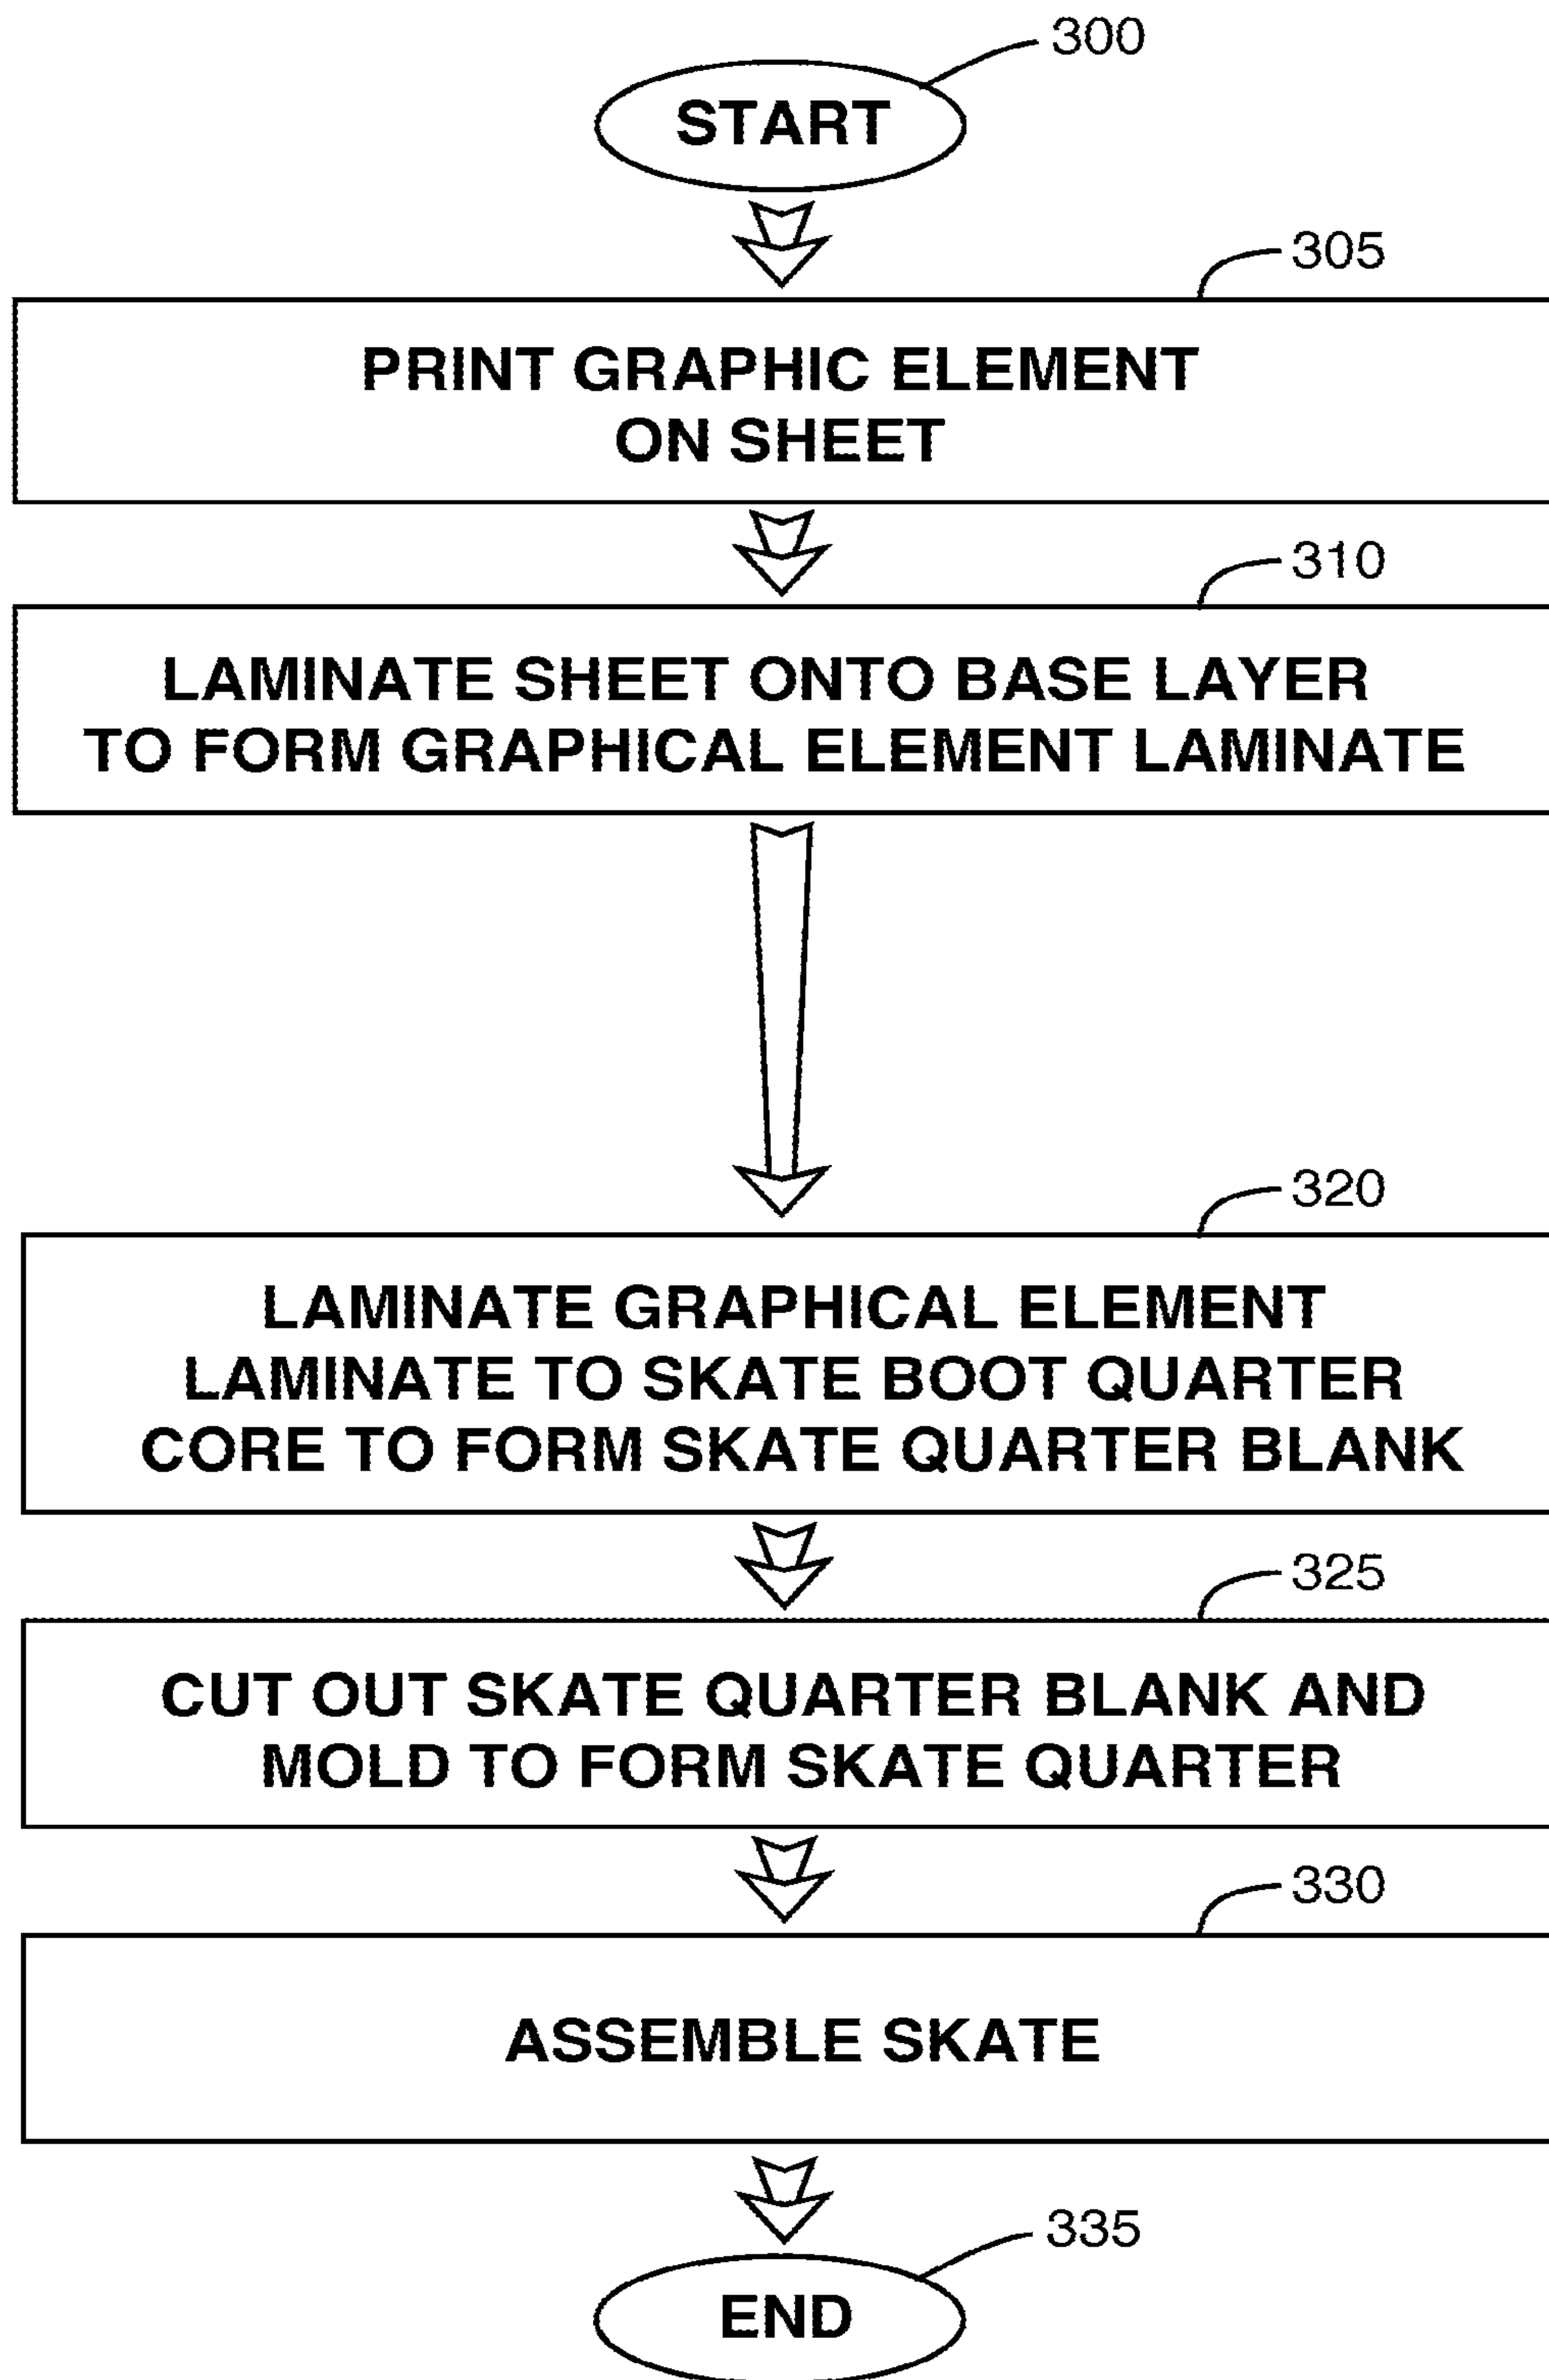 300
START
305
PRINT GRAPHIC ELEMENT
ON SHEET
310
LAMINATE SHEET ONTO BASE LAYER
TO FORM GRAPHICAL ELEMENT LAMINATE
320
LAMINATE GRAPHICAL ELEMENT
LAMINATE TO SKATE BOOT QUARTER
CORE TO FORM SKATE QUARTER BLANK
325
CUT OUT SKATE QUARTER BLANK AND
MOLD TO FORM SKATE QUARTER
330
ASSEMBLE SKATE
335
END